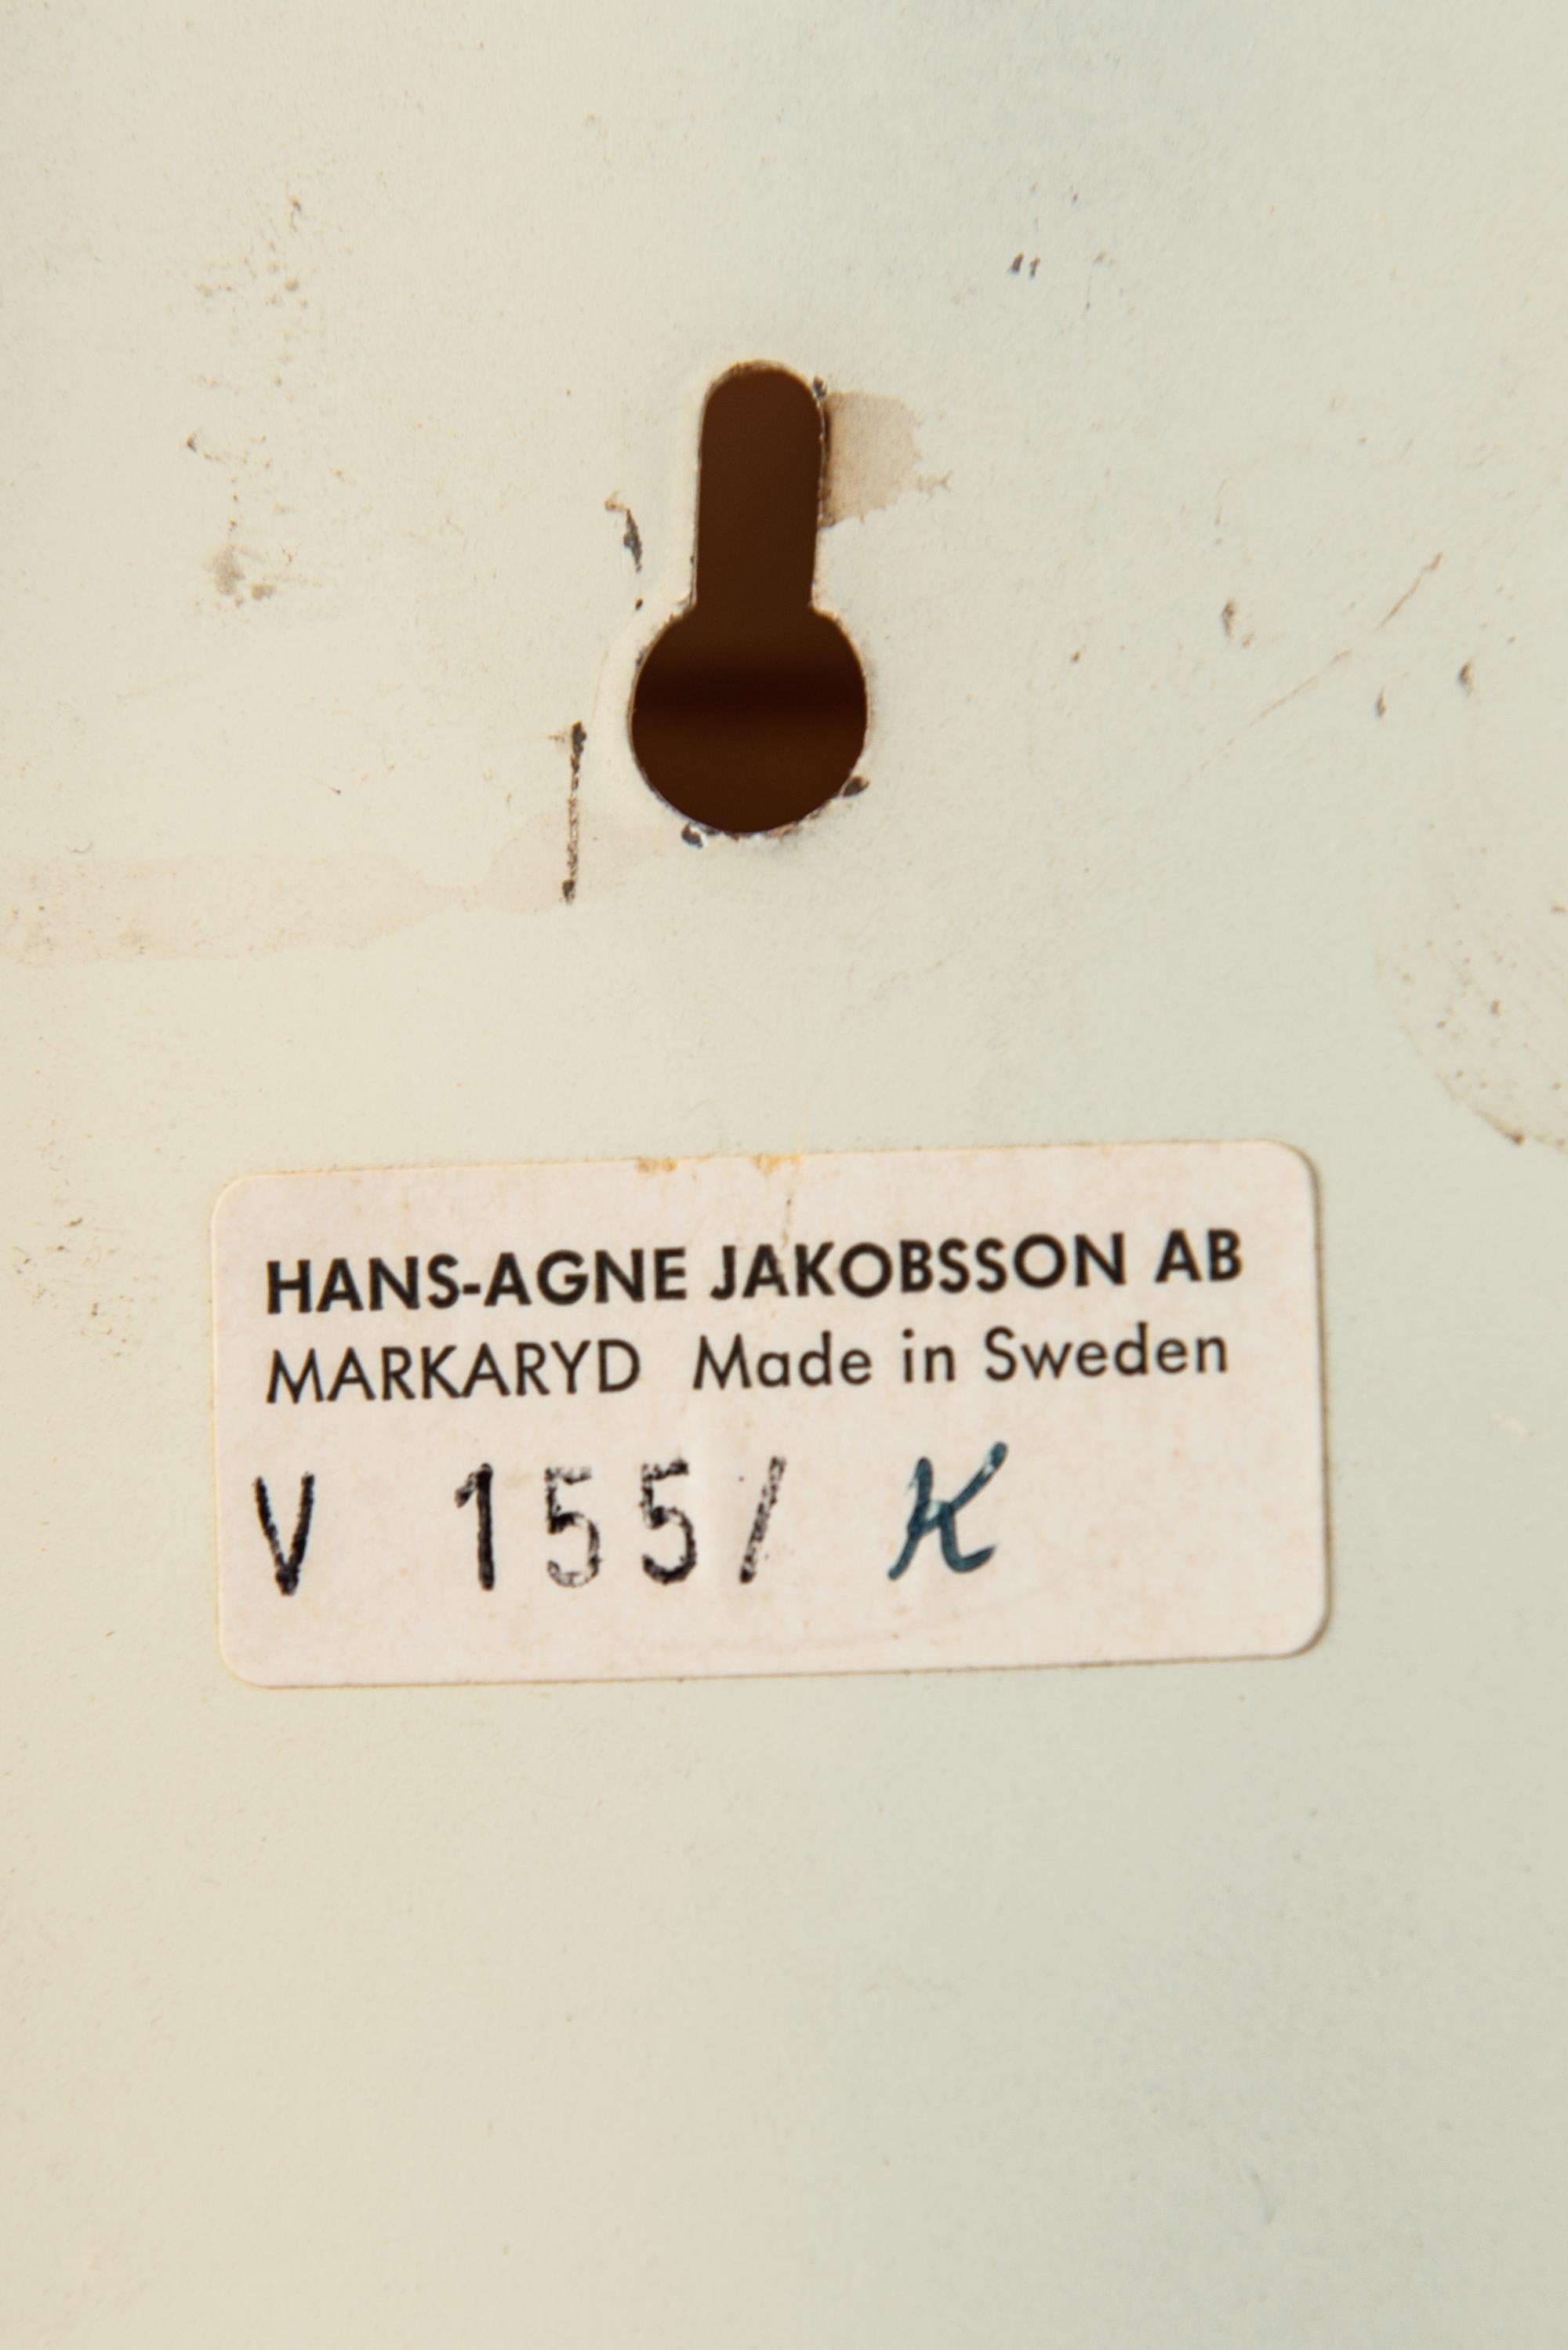 HANS-AGNE JAKOBSSON AB
MARKARYD Made in Sweden
V 155/ K